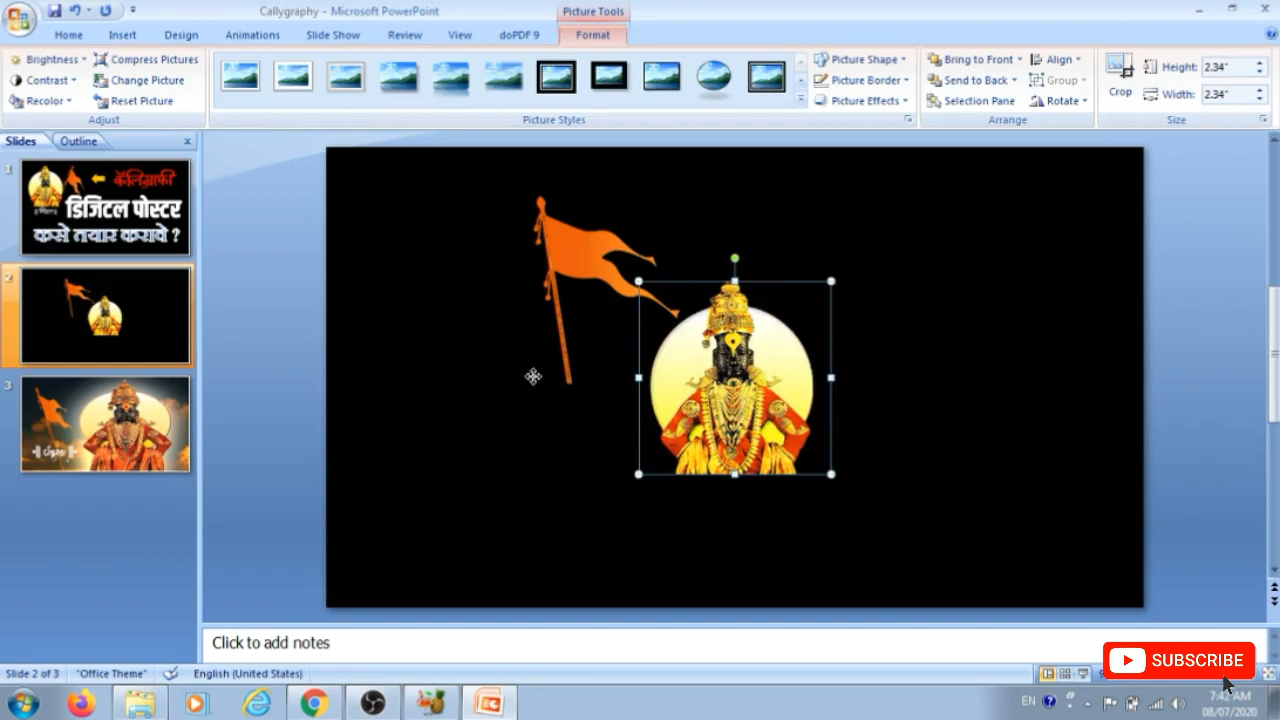 Callygraphy - Microsoft PowerPoint
Picture Tools
Home
Insert
Design
Animations
Slide Show
Review
View
doPDF 9
Format
Brightness
Compress Pictures
Picture Shape
Bring to Front
Align
Height: 2.34"
Contrast
Change Picture
Picture Border
Send to Back
Group
Recolor
Reset Picture
Picture Effects
Selection Pane
Rotate
Crop
Width: 2.34"
Adjust
Picture Styles
Arrange
Size
Slides
Outline
1
कॅलिग्राफी
डिजिटल पोस्टर
कसे तयार करावे ?
2
3
Click to add notes
SUBSCRIBE
Slide 2 of 3
"Office Theme"
English (United States)
EN
7:42 AM
08/07/2020